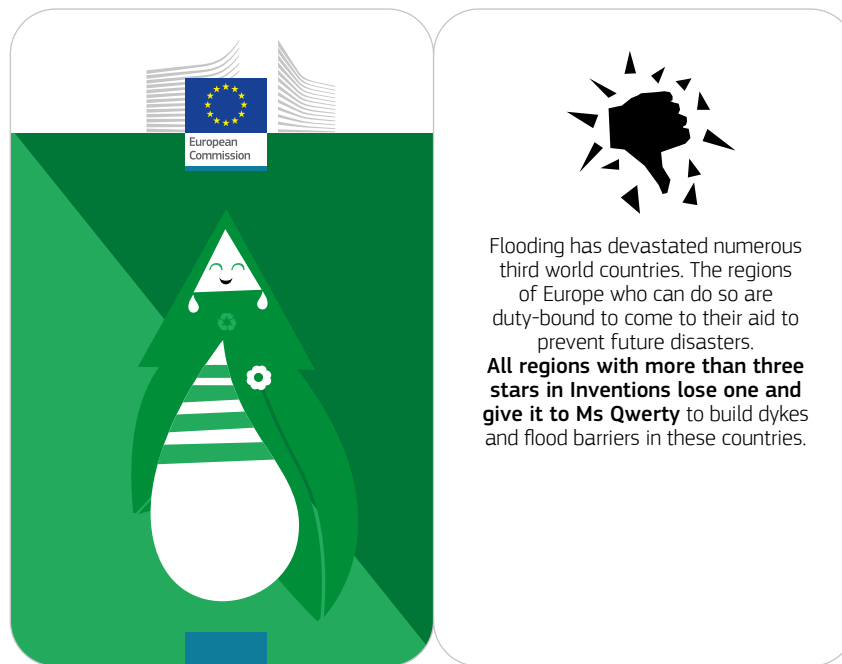 European
Commission
Flooding has devastated numerous
third world countries. The regions
of Europe who can do so are
duty-bound to come to their aid to
prevent future disasters.
All regions with more than three
stars in Inventions lose one and
give it to Ms Qwerty to build dykes
and flood barriers in these countries.